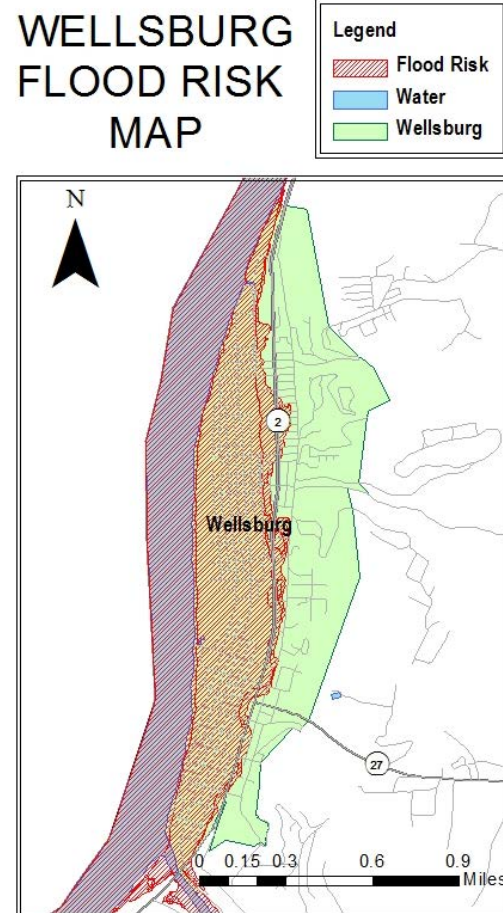 WELLSBURG
FLOOD RISK
MAP
Legend
Flood Risk
Water
Wellsburg
N
2
Wellsburg
27
0 0.15 0.3 0.6 0.9
Miles